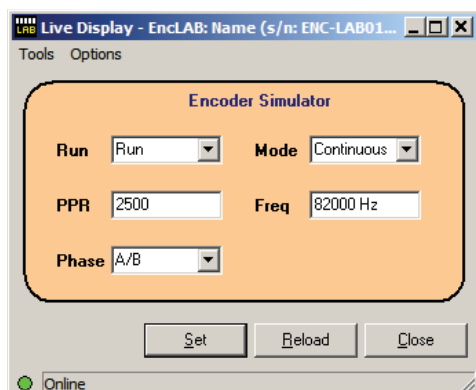 LAB Live Display - EncLAB: Name (s/n: ENC-LAB01...
Tools Options
Encoder Simulator
Run Run Mode Continuous
PPR 2500 Freq 82000 Hz
Phase A/B
Set Reload Close
Online